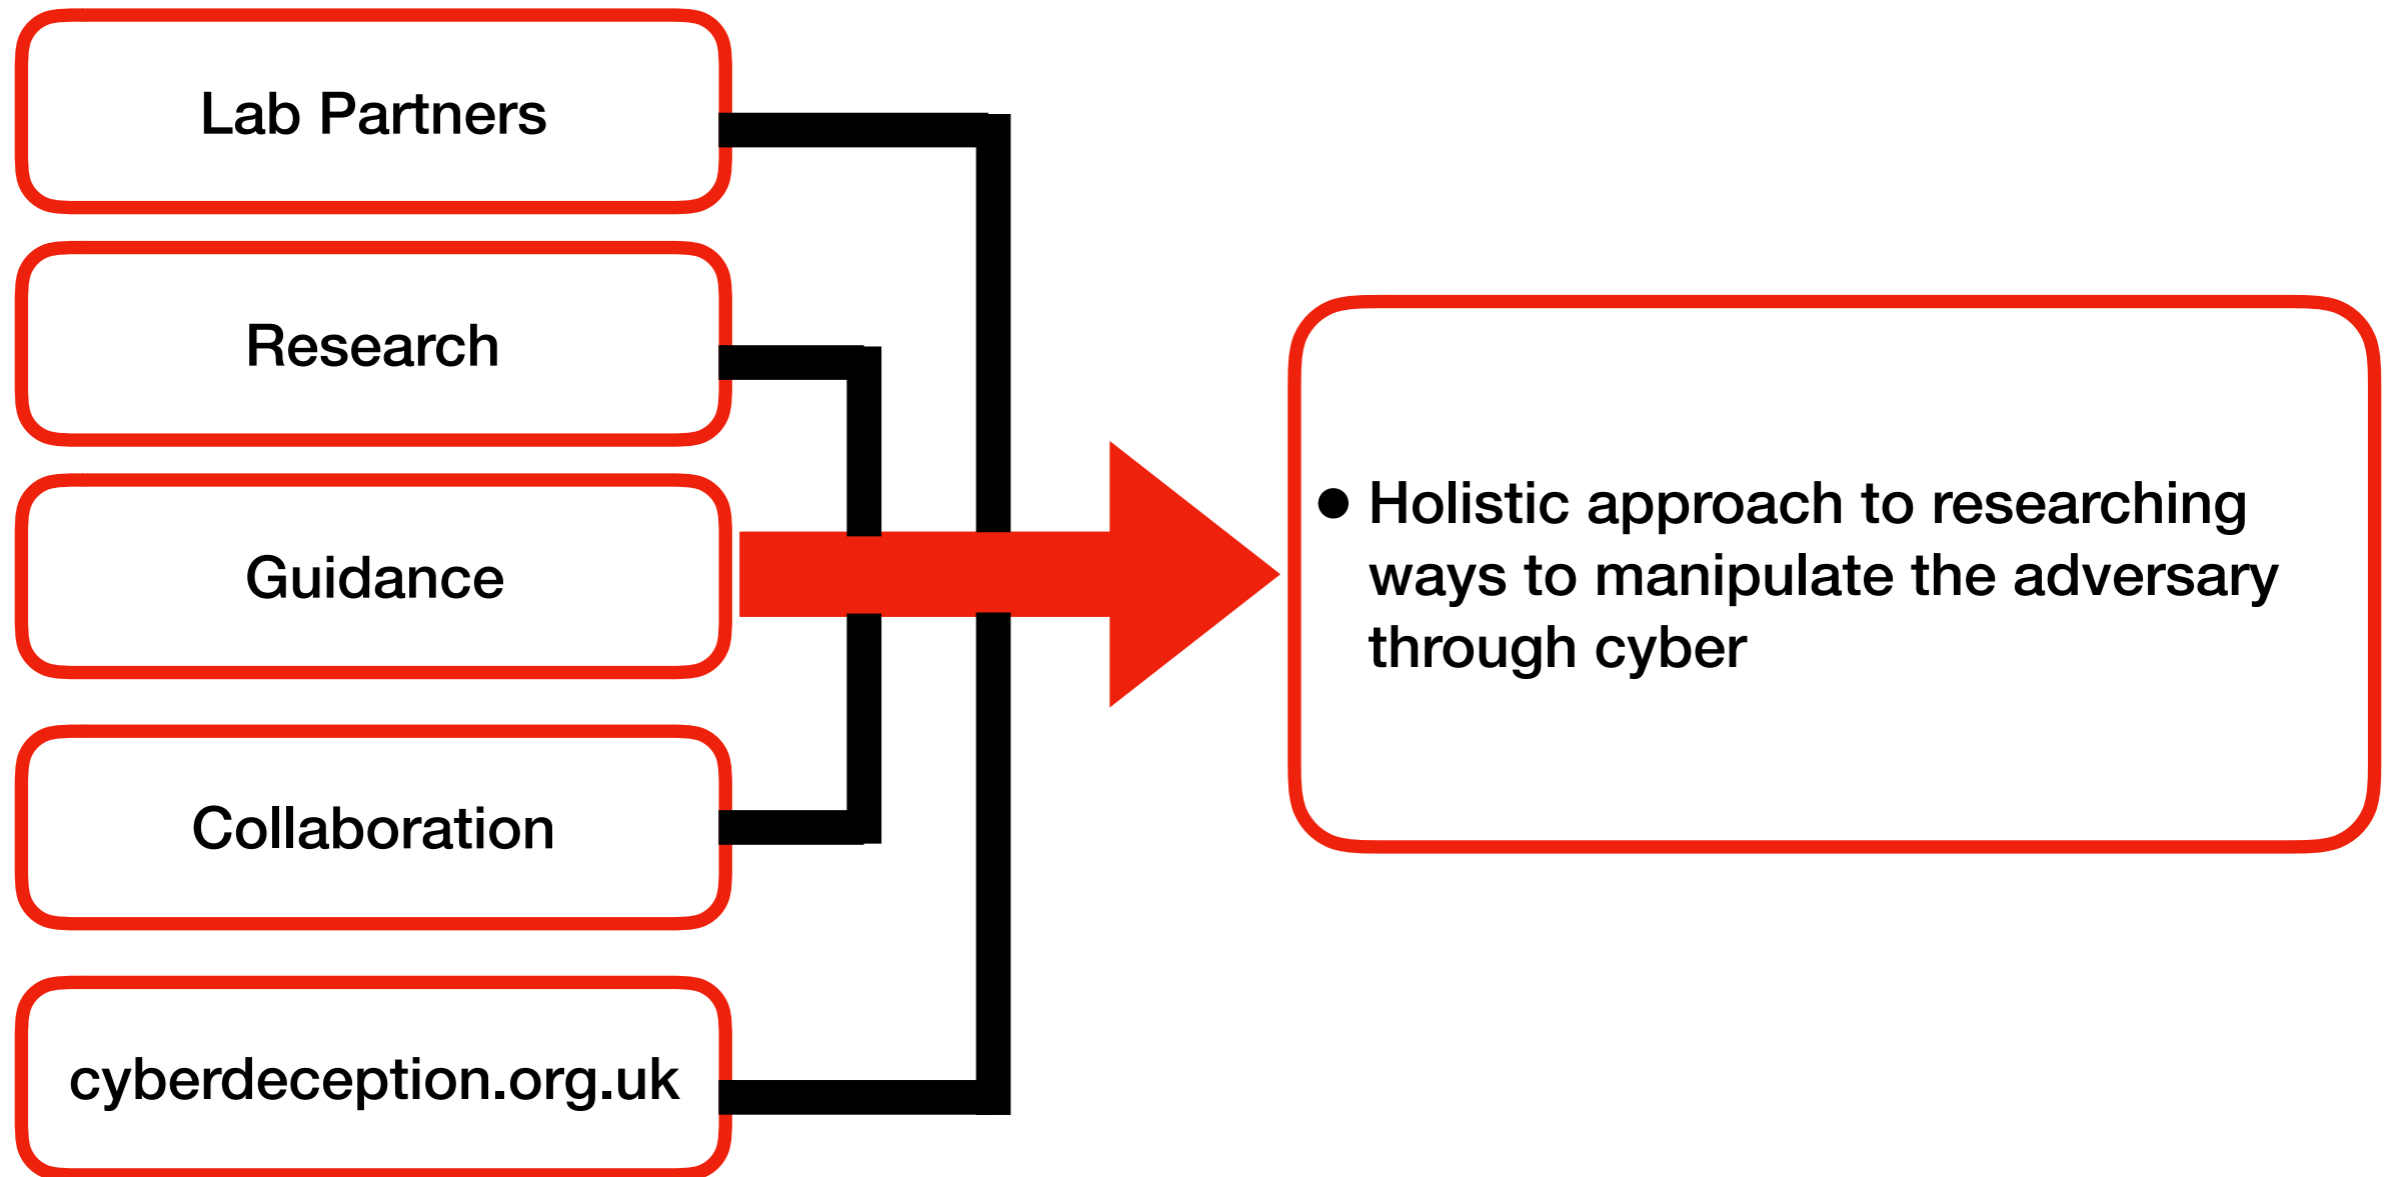 Lab Partners
Research
Guidance
Collaboration
cyberdeception.org.uk
● Holistic approach to researching
ways to manipulate the adversary
through cyber